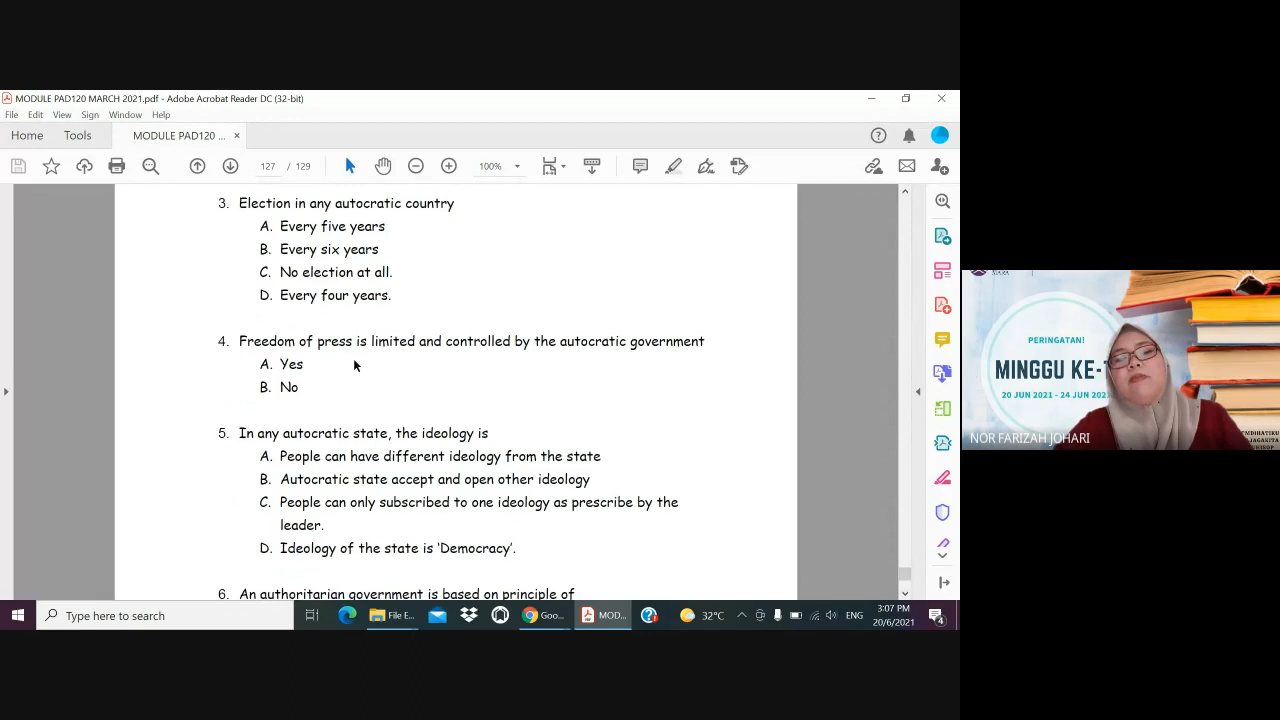 MODULE PAD120 MARCH 2021.pdf - Adobe Acrobat Reader DC (32-bit)
File Edit View Sign Window Help
Home Tools MODULE PAD120 ... ×
127 / 129 100%
3. Election in any autocratic country
A. Every five years
B. Every six years
C. No election at all.
D. Every four years.
4. Freedom of press is limited and controlled by the autocratic government
A. Yes
B. No
5. In any autocratic state, the ideology is
A. People can have different ideology from the state
B. Autocratic state accept and open other ideology
C. People can only subscribed to one ideology as prescribe by the
leader.
D. Ideology of the state is ‘Democracy’.
6. An authoritarian government is based on principle of
Type here to search
File E...
Goo...
MOD...
32°C
ENG
3:07 PM
20/6/2021
4
PERINGATAN!
MINGGU KE-
20 JUN 2021 - 24 JUN 202
NOR FARIZAH JOHARI